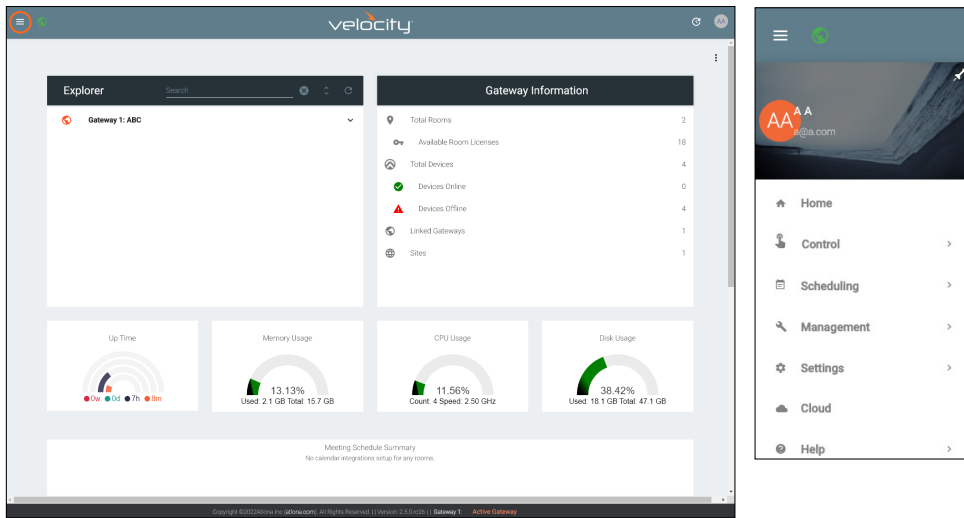 velocity
AA
Explorer
Search
Gateway 1: ABC
Gateway Information
Total Rooms 2
Available Room Licenses 18
Total Devices 4
Devices Online 0
Devices Offline 4
Linked Gateways 1
Sites 1
Up Time
0w 0d 7h 8m
Memory Usage
13.13%
Used: 2.1 GB Total: 15.7 GB
CPU Usage
11.56%
Count: 4 Speed: 2.50 GHz
Disk Usage
38.42%
Used: 18.1 GB Total: 47.1 GB
Meeting Schedule Summary
No calendar integrations setup for any rooms.
Copyright ©2022Atlona Inc (atlona.com). All Rights Reserved. | | Version: 2.5.0.rc26 | | Gateway 1: Active Gateway
AA
A A
a@a.com
Home
Control
Scheduling
Management
Settings
Cloud
Help